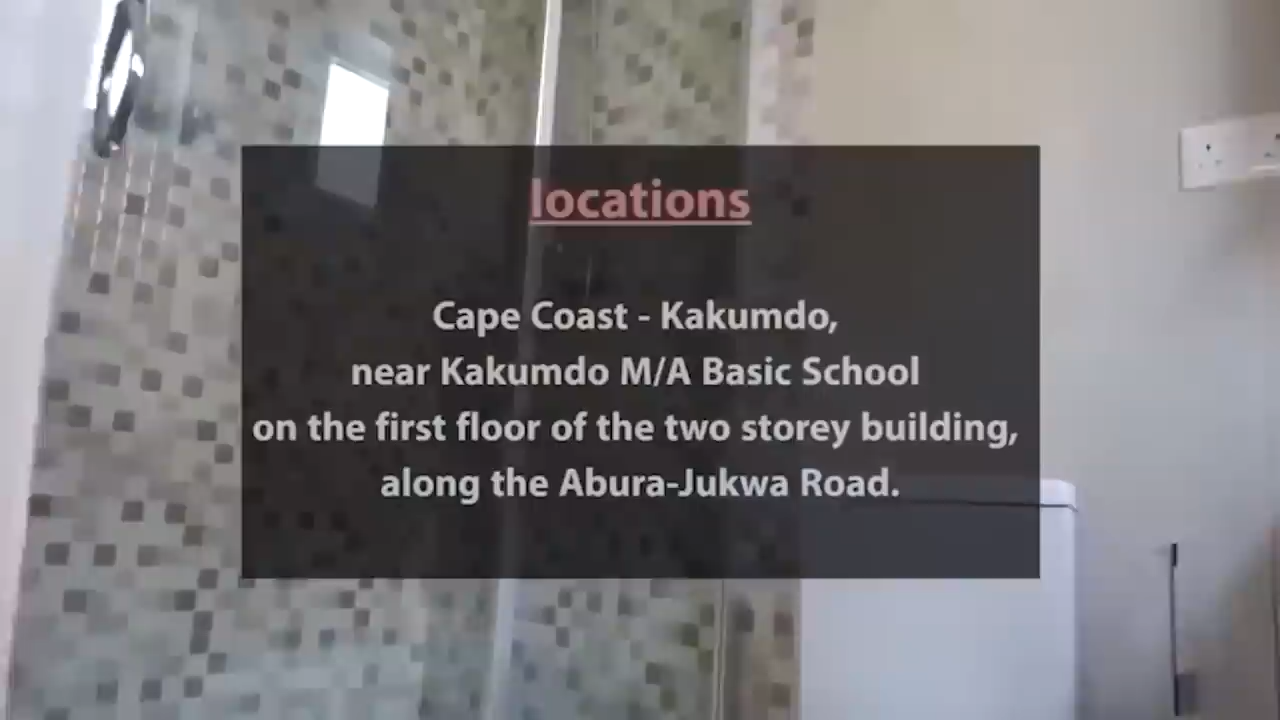 locations
Cape Coast - Kakumdo,
near Kakumdo M/A Basic School
on the first floor of the two storey building,
along the Abura-Jukwa Road.